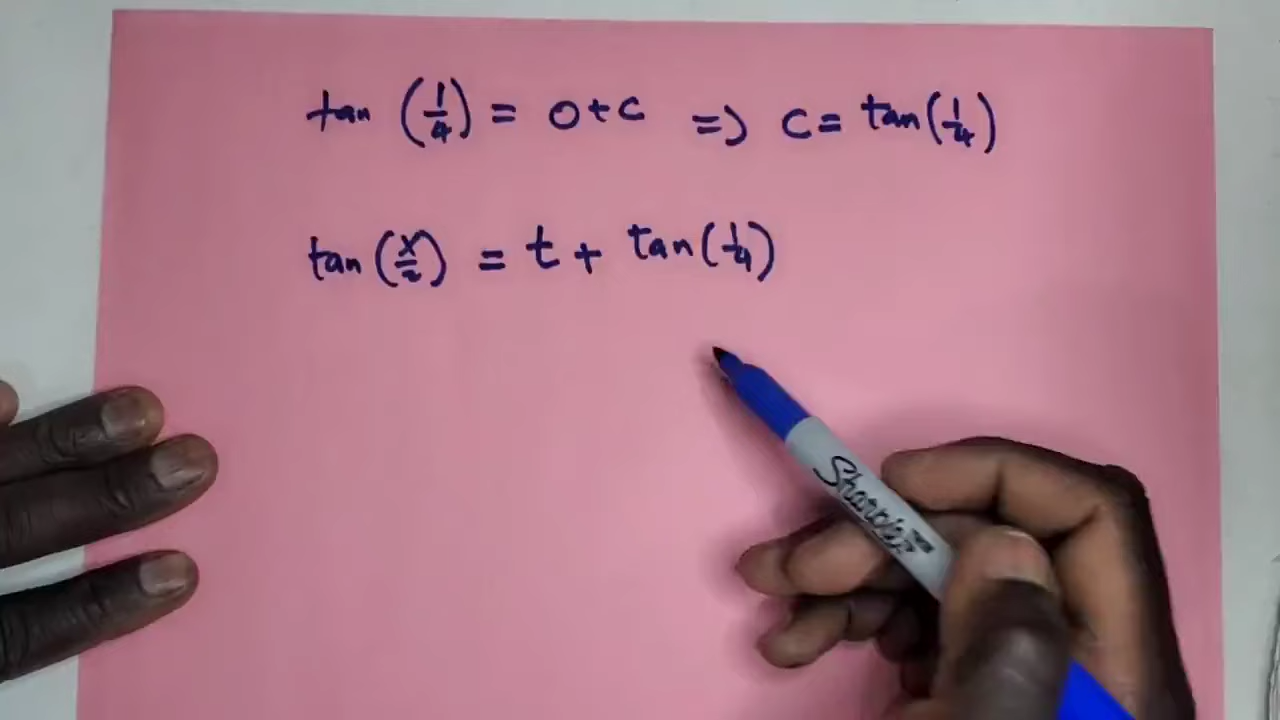 tan (1/4) = 0+c => c = tan(1/4)
tan (x/2) = t + tan(1/4)
Sharpie